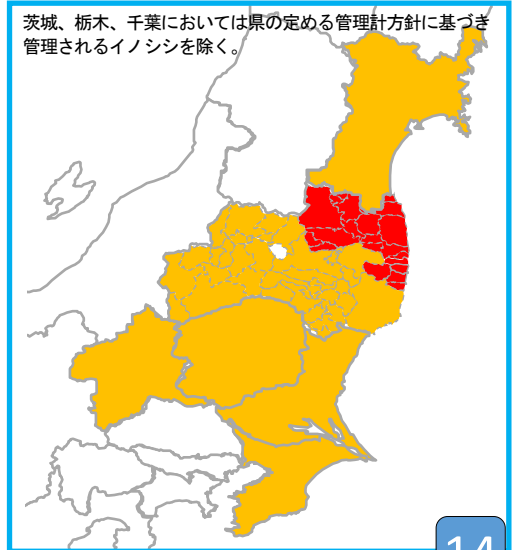 茨城、栃木、千葉においては県の定める管理計方針に基づき
管理されるイノシシを除く。
14